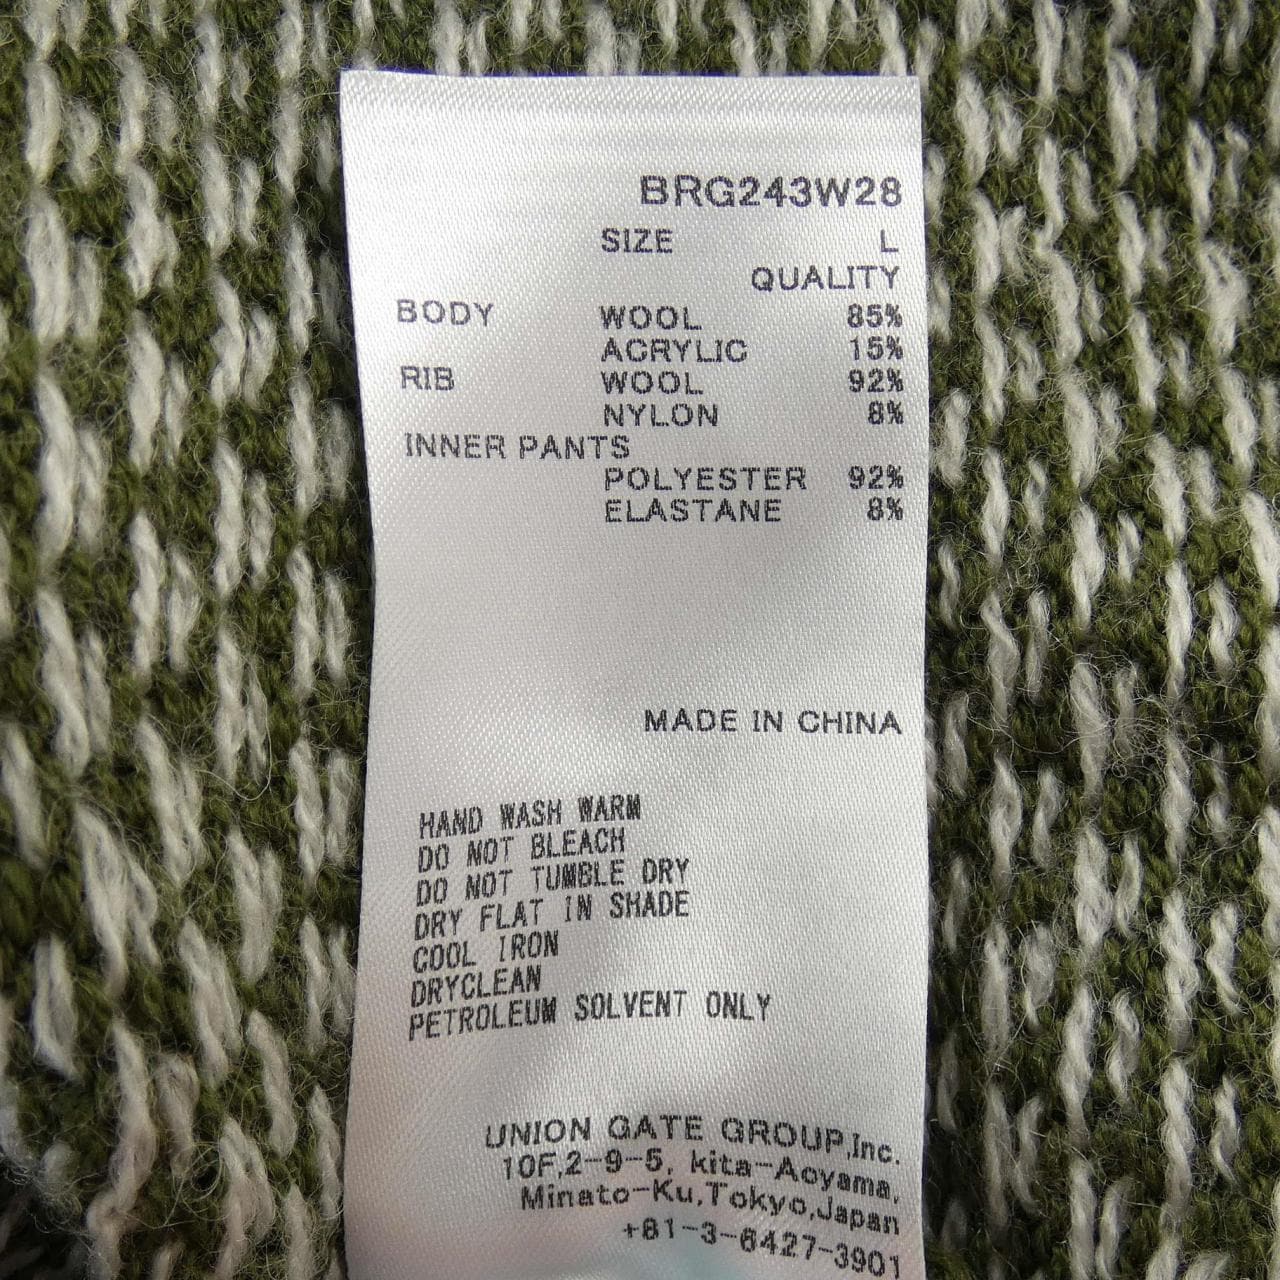 BRG243W28
SIZE L
QUALITY
BODY WOOL 85%
ACRYLIC 15%
RIB WOOL 92%
NYLON 8%
INNER PANTS
POLYESTER 92%
ELASTANE 8%
MADE IN CHINA
HAND WASH WARM
DO NOT BLEACH
DO NOT TUMBLE DRY
DRY FLAT IN SHADE
COOL IRON
DRYCLEAN
PETROLEUM SOLVENT ONLY
UNION GATE GROUP,Inc.
10F,2-9-5, kita-Aoyama,
Minato-Ku,Tokyo,Japan
+81-3-6427-3901